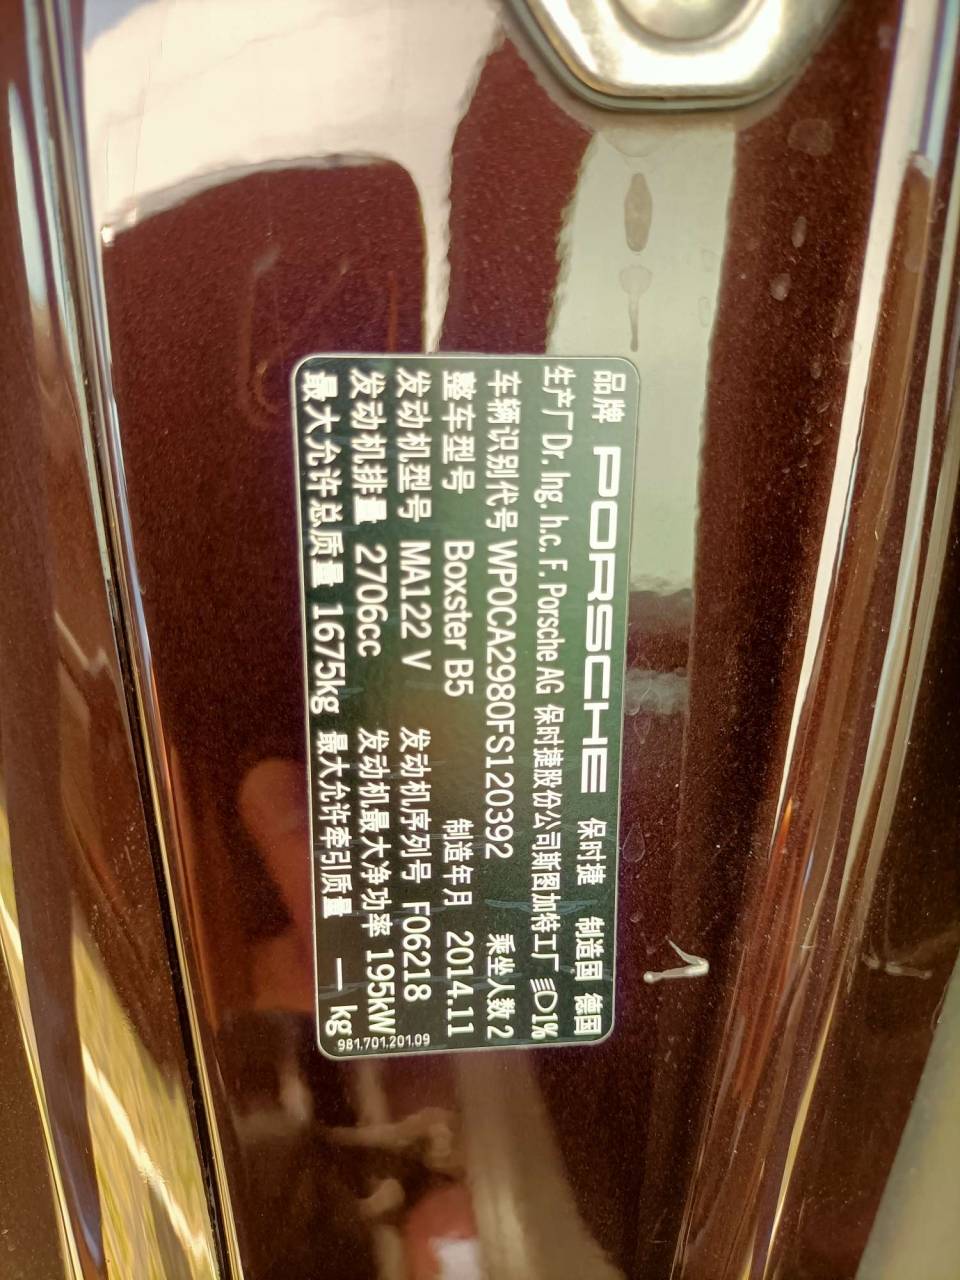 品牌 PORSCHE 保时捷 制造国 德国
生产厂Dr. Ing. h.c. F. Porsche AG 保时捷股份公司斯图加特工厂 1%
车辆识别代号 WP0CA2980FS120392 乘坐人数 2
整车型号 Boxster B5 制造年月 2014.11
发动机型号 MA122 V 发动机序列号 F06218
发动机排量 2706cc 发动机最大净功率 195kW
最大允许总质量 1675kg 最大允许牵引质量 — kg
981.701.201.09